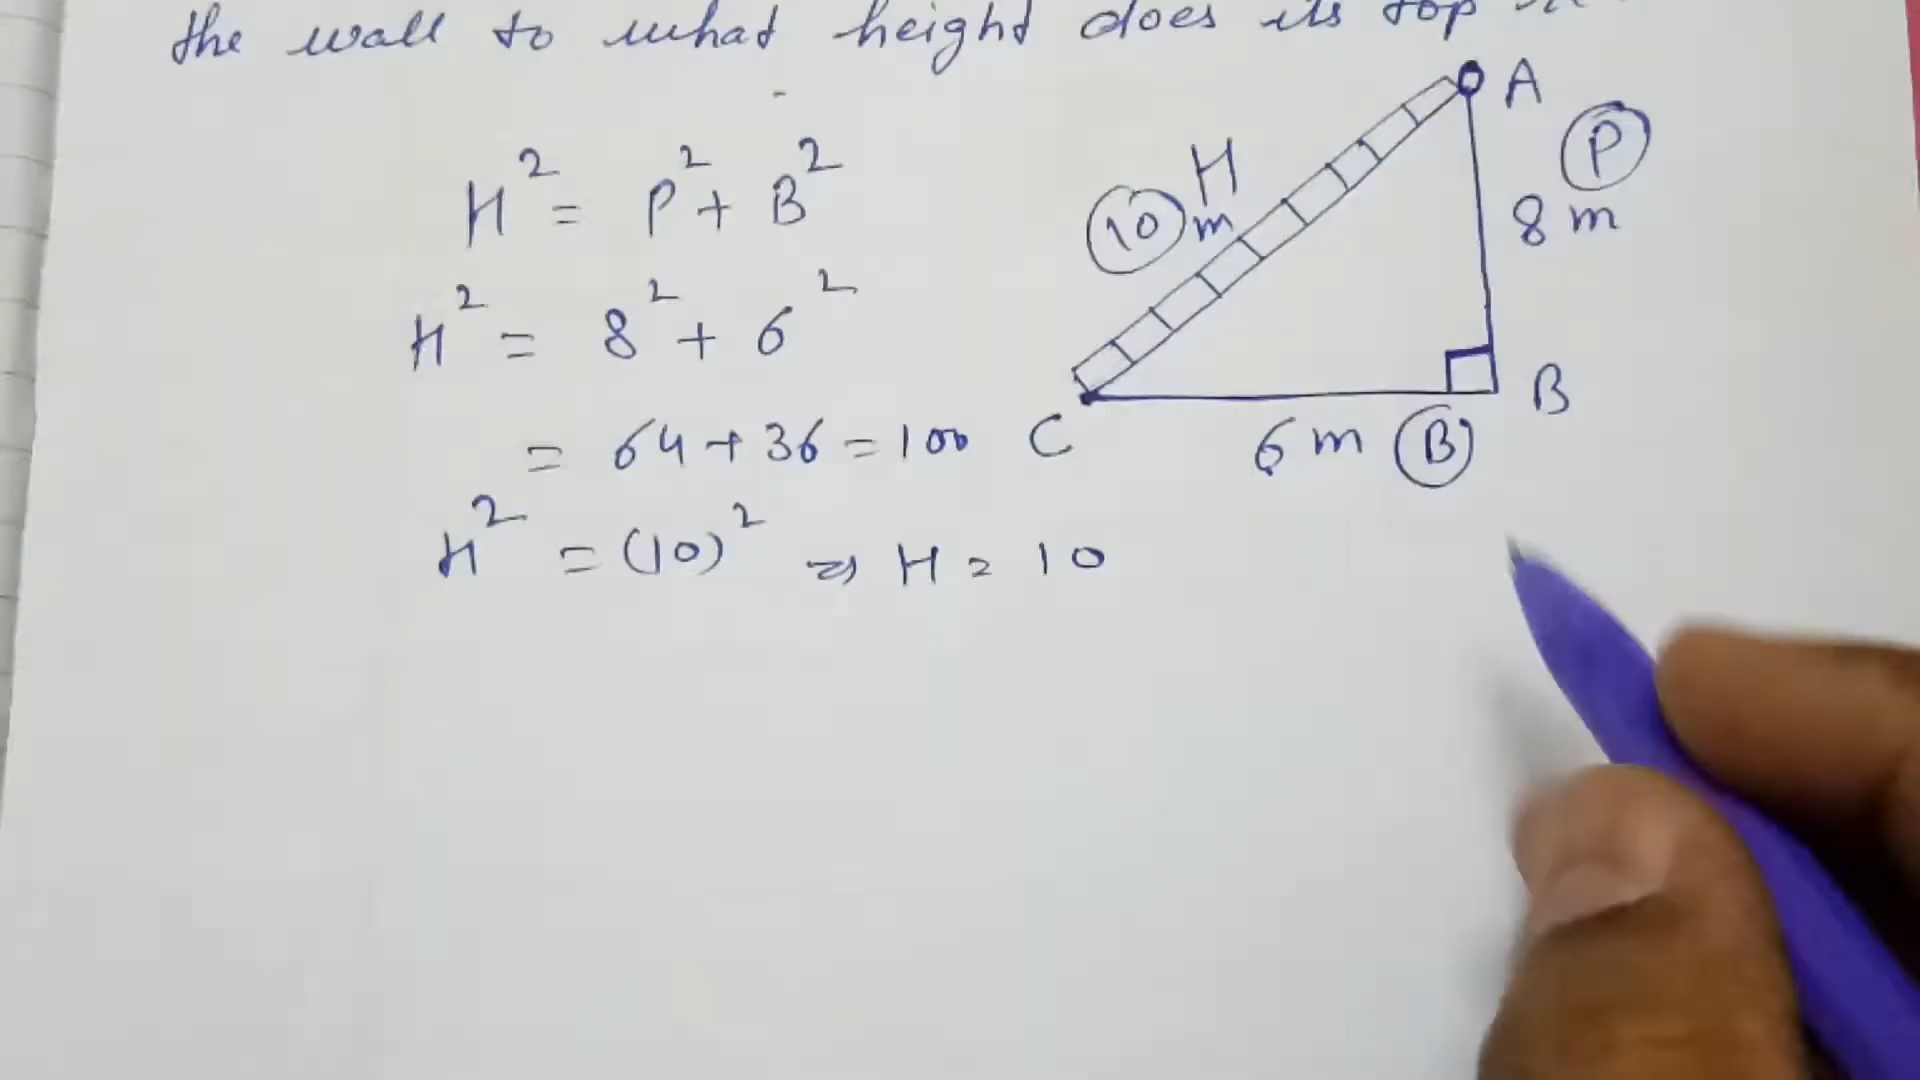 the wall to what height does its top
H² = P² + B²
H² = 8² + 6²
= 64 + 36 = 100
H² = (10)² ⇒ H = 10
A
P
H
10 m
8 m
B
C
6 m B